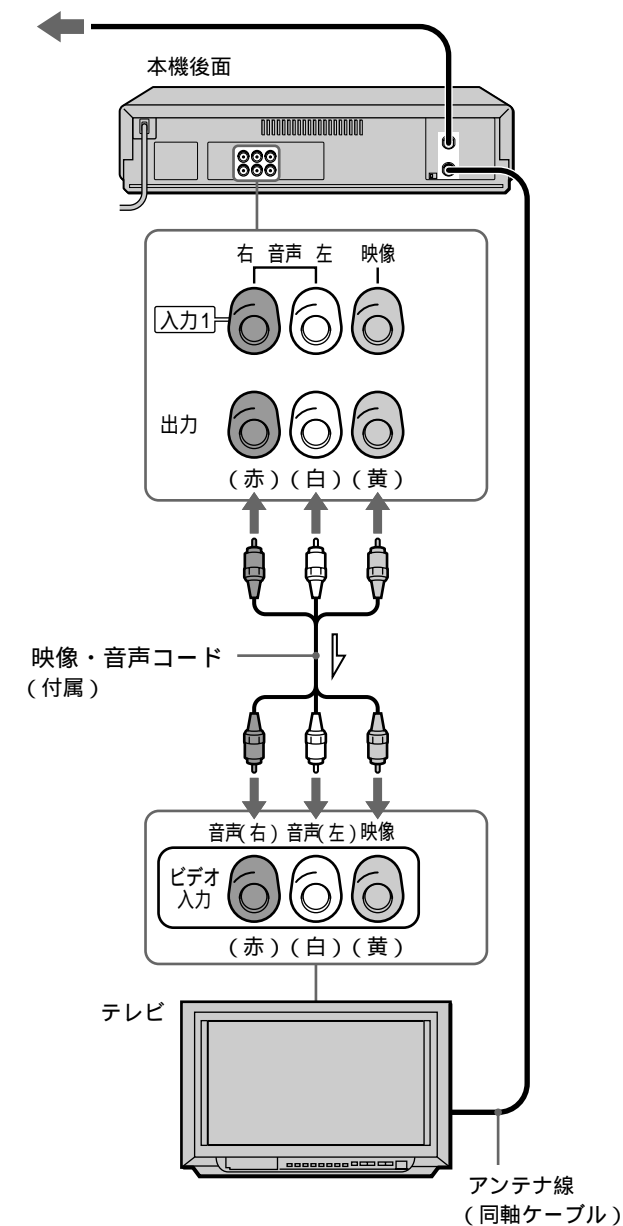 本機後面
右 音声 左 映像
入力1
出力
(赤)(白)(黄)
映像・音声コード
(付属)
音声(右) 音声(左) 映像
ビデオ
入力
(赤)(白)(黄)
テレビ
アンテナ線
(同軸ケーブル)